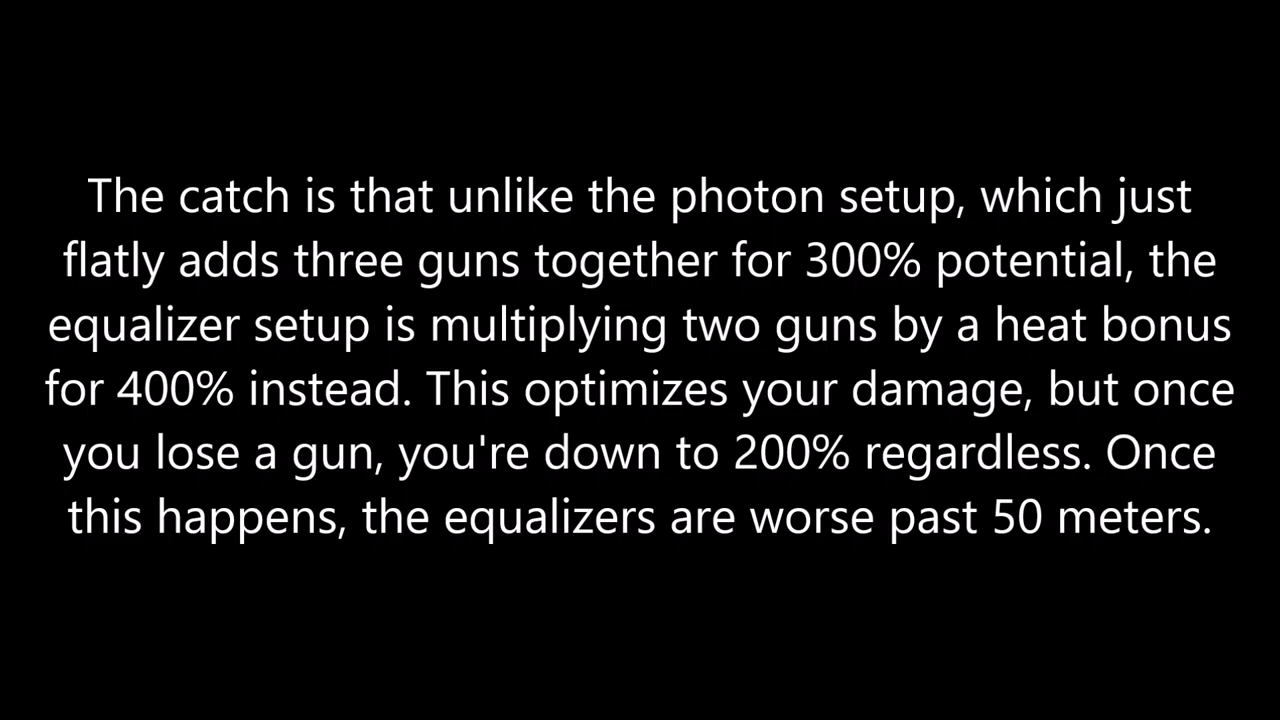 The catch is that unlike the photon setup, which just
flatly adds three guns together for 300% potential, the
equalizer setup is multiplying two guns by a heat bonus
for 400% instead. This optimizes your damage, but once
you lose a gun, you're down to 200% regardless. Once
this happens, the equalizers are worse past 50 meters.